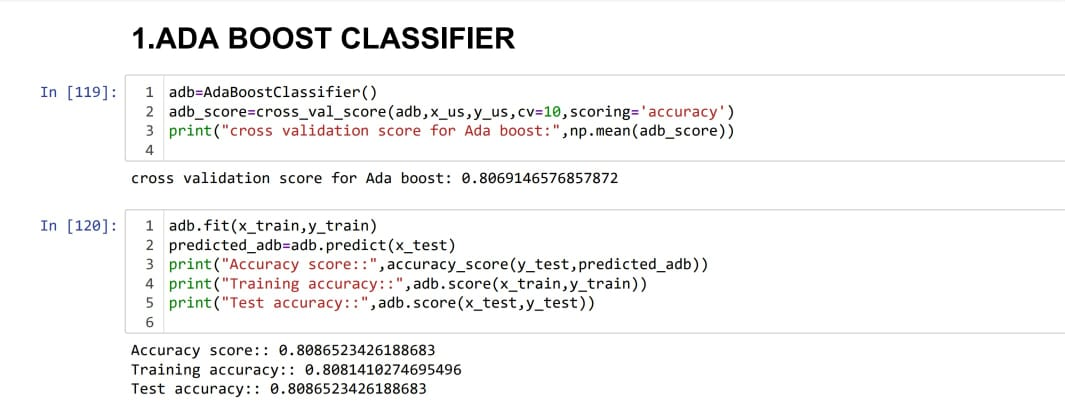 1.ADA BOOST CLASSIFIER
In [119]:
1 adb=AdaBoostClassifier()
2 adb_score=cross_val_score(adb,x_us,y_us,cv=10,scoring='accuracy')
3 print("cross validation score for Ada boost:",np.mean(adb_score))
4
cross validation score for Ada boost: 0.8069146576857872
In [120]:
1 adb.fit(x_train,y_train)
2 predicted_adb=adb.predict(x_test)
3 print("Accuracy score::",accuracy_score(y_test,predicted_adb))
4 print("Training accuracy::",adb.score(x_train,y_train))
5 print("Test accuracy::",adb.score(x_test,y_test))
6
Accuracy score:: 0.8086523426188683
Training accuracy:: 0.8081410274695496
Test accuracy:: 0.8086523426188683